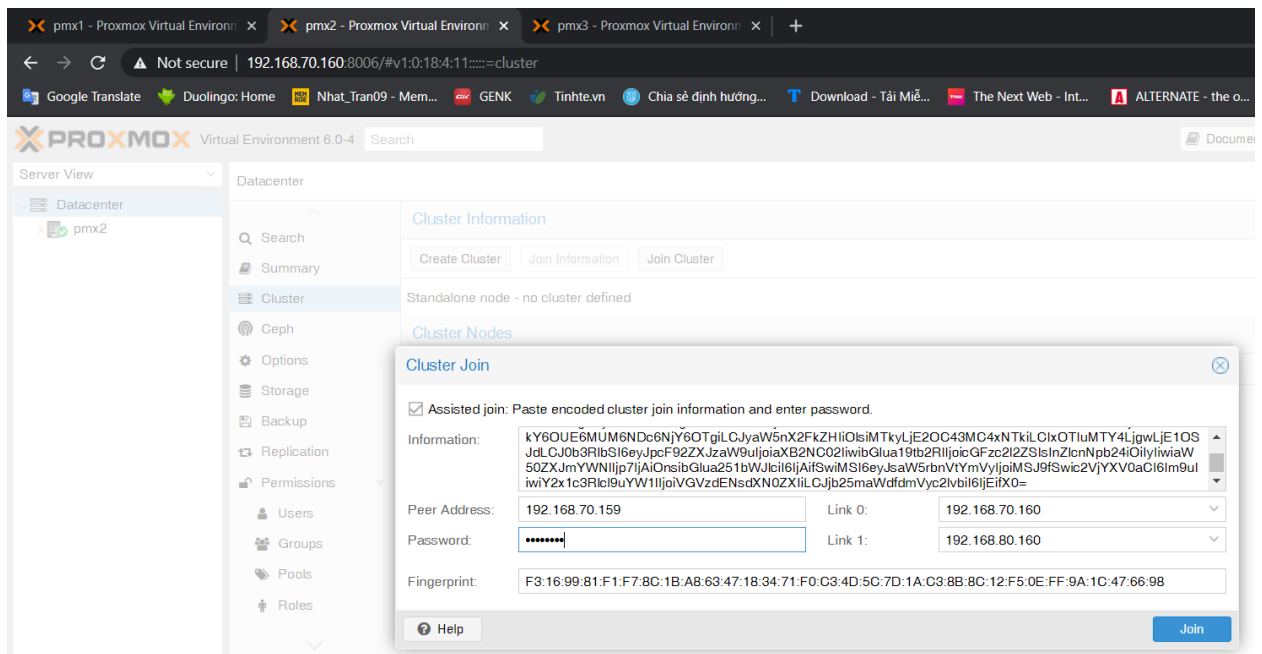 pmx1 - Proxmox Virtual Environ
pmx2 - Proxmox Virtual Environ
pmx3 - Proxmox Virtual Environ
Not secure | 192.168.70.160:8006/#v1:0:18:4:11:::::=cluster
Google Translate
Duolingo: Home
Nhat_Tran09 - Mem...
GENK
Tinhte.vn
Chia sẻ định hướng...
Download - Tải Miễ...
The Next Web - Int...
ALTERNATE - the o...
PROXMOX Virtual Environment 6.0-4 Search
Docume
Server View
Datacenter
pmx2
Datacenter
Search
Summary
Cluster
Ceph
Options
Storage
Backup
Replication
Permissions
Users
Groups
Pools
Roles
Cluster Information
Create Cluster Join Information Join Cluster
Standalone node - no cluster defined
Cluster Nodes
Cluster Join
Assisted join: Paste encoded cluster join information and enter password.
Information:
Peer Address: 192.168.70.159 Link 0: 192.168.70.160
Password: •••••••• Link 1: 192.168.80.160
Fingerprint: F3:16:99:81:F1:F7:8C:1B:A8:63:47:18:34:71:F0:C3:4D:5C:7D:1A:C3:8B:8C:12:F5:0E:FF:9A:1C:47:66:98
Help
Join